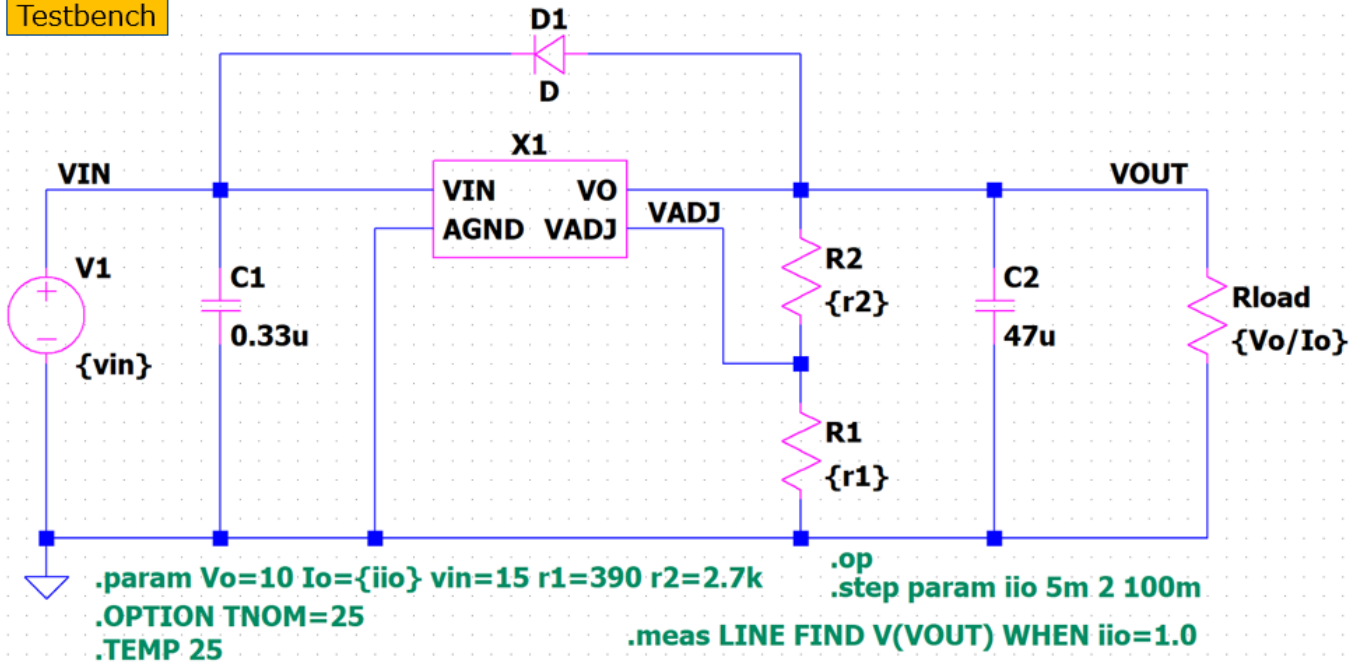 Testbench
D1
D
X1
VIN
VIN VO
VADJ
VOUT
AGND VADJ
V1
C1
R2
C2
{r2}
Rload
0.33u
47u
{Vo/Io}
{vin}
R1
{r1}
.op
.param Vo=10 Io={iio} vin=15 r1=390 r2=2.7k
.step param iio 5m 2 100m
.OPTION TNOM=25
.meas LINE FIND V(VOUT) WHEN iio=1.0
.TEMP 25